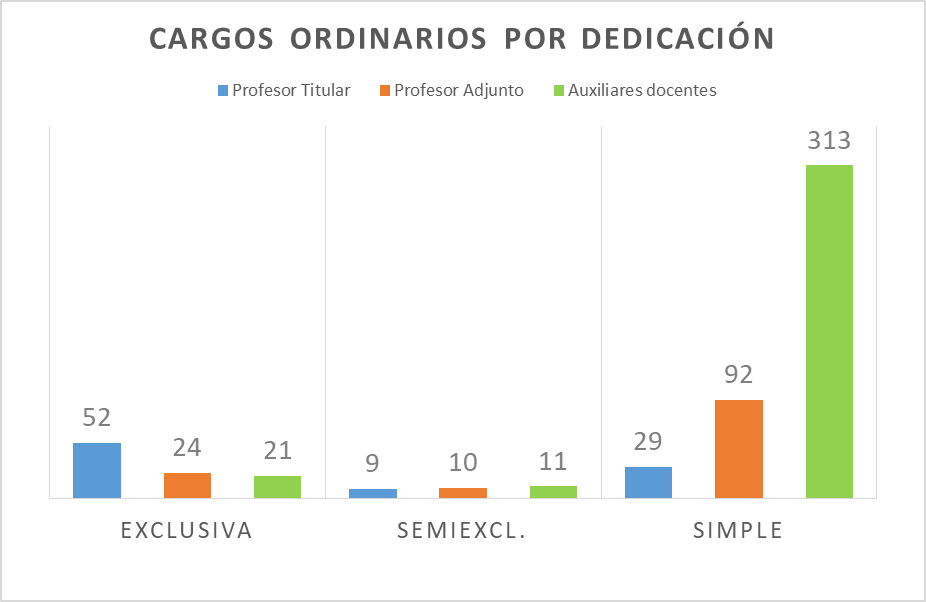 CARGOS ORDINARIOS POR DEDICACIÓN
Profesor Titular Profesor Adjunto Auxiliares docentes
52 24 21 9 10 11 29 92 313
EXCLUSIVA SEMIEXCL. SIMPLE